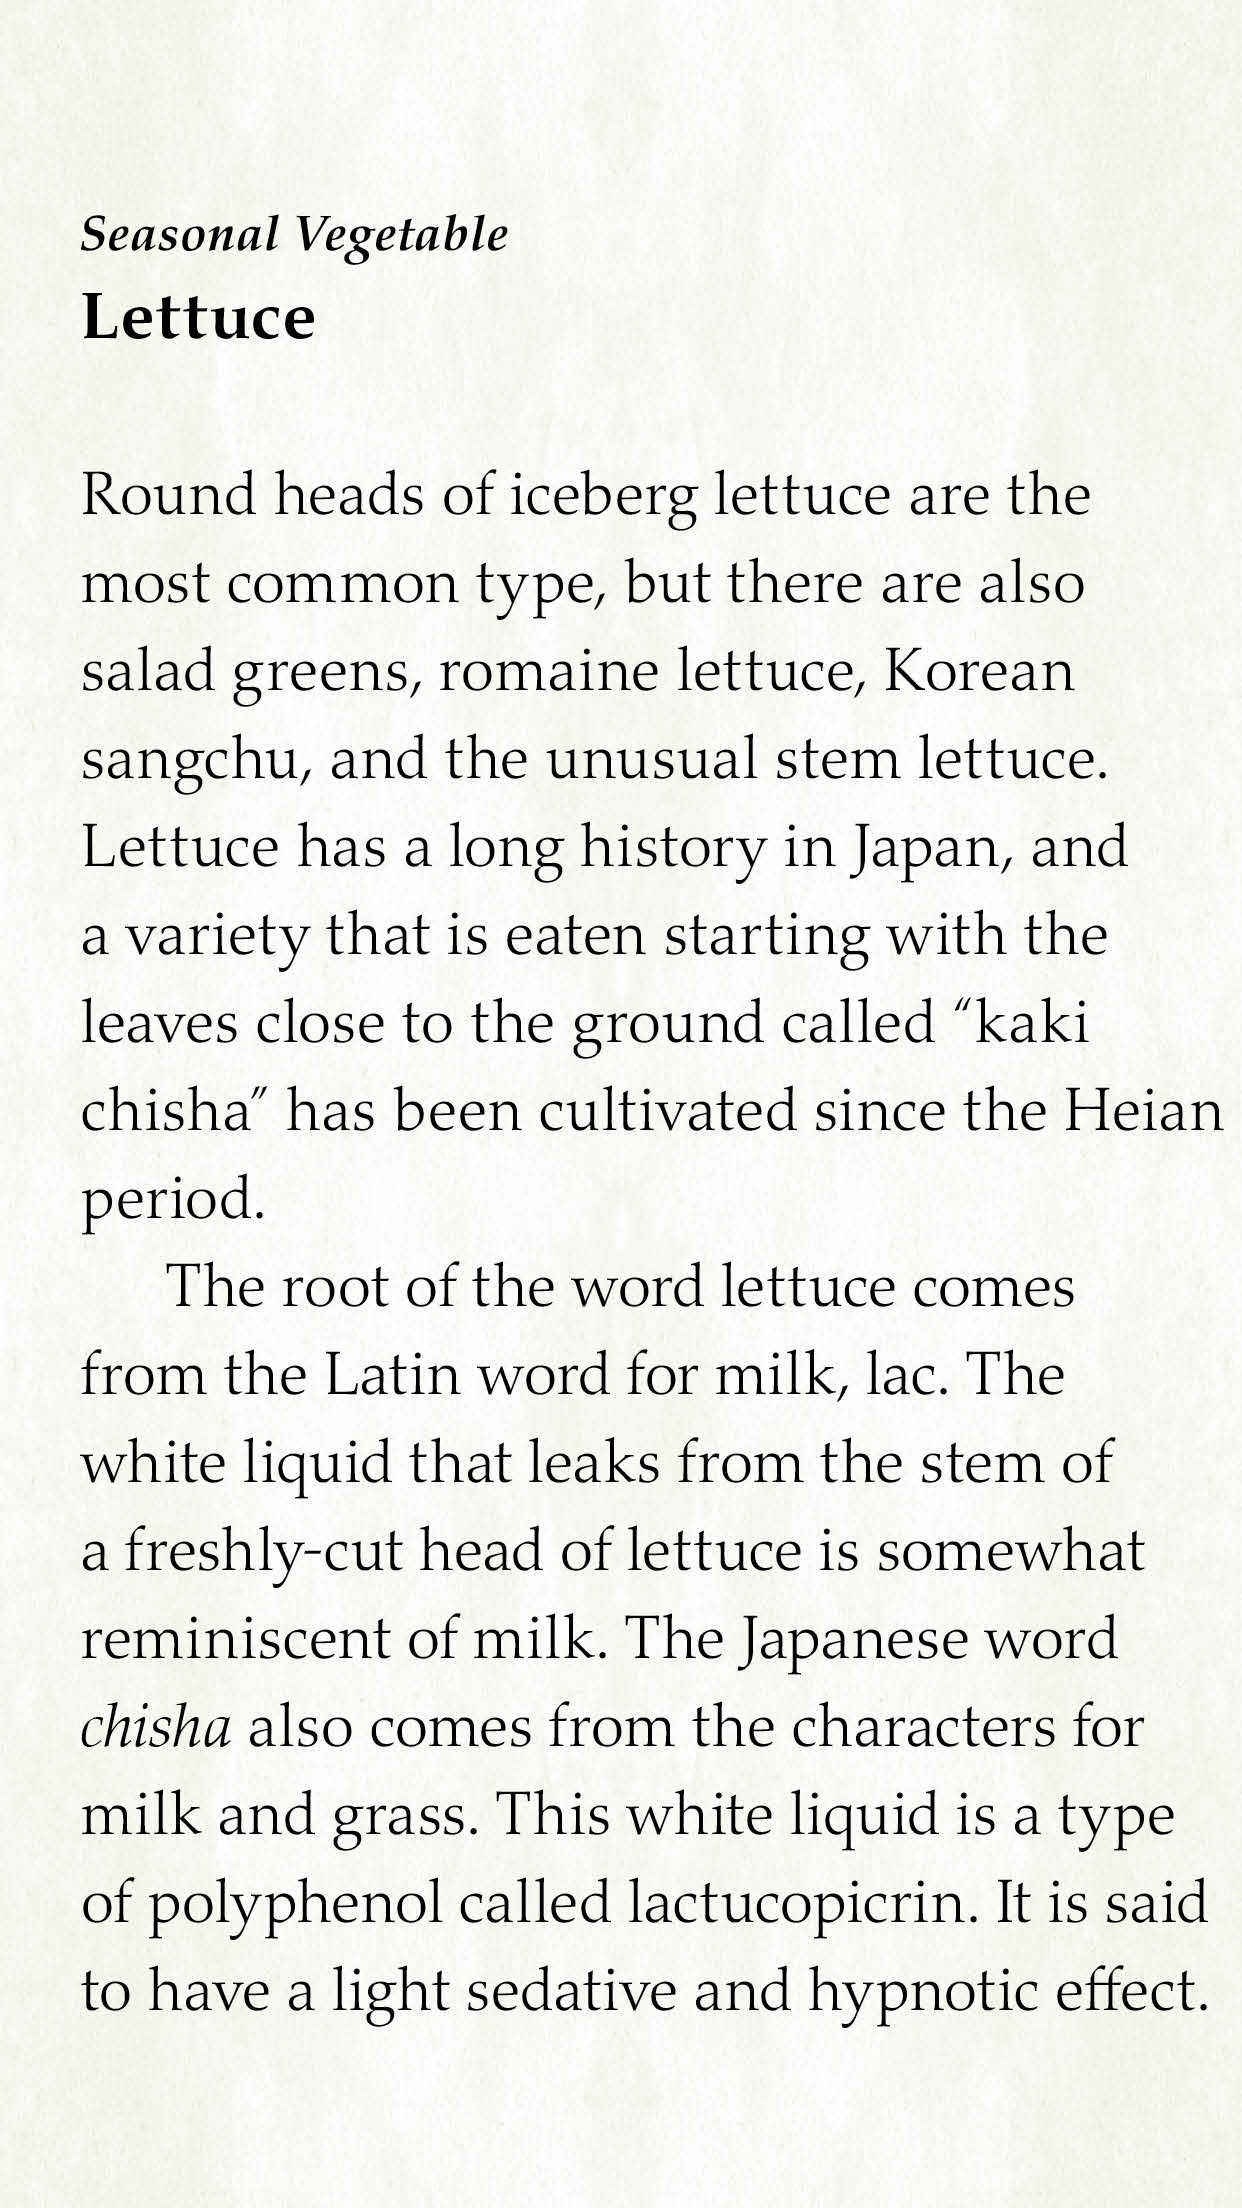 Seasonal Vegetable
Lettuce
Round heads of iceberg lettuce are the
most common type, but there are also
salad greens, romaine lettuce, Korean
sangchu, and the unusual stem lettuce.
Lettuce has a long history in Japan, and
a variety that is eaten starting with the
leaves close to the ground called “kaki
chisha” has been cultivated since the Heian
period.
The root of the word lettuce comes
from the Latin word for milk, lac. The
white liquid that leaks from the stem of
a freshly-cut head of lettuce is somewhat
reminiscent of milk. The Japanese word
chisha also comes from the characters for
milk and grass. This white liquid is a type
of polyphenol called lactucopicrin. It is said
to have a light sedative and hypnotic effect.